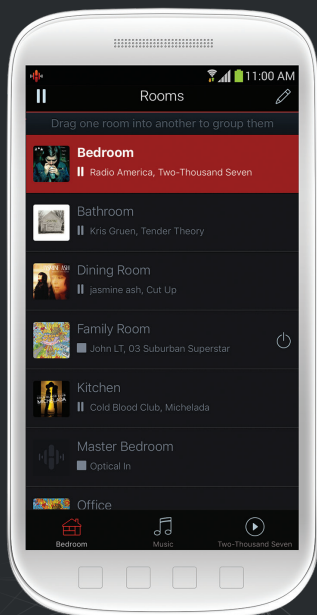 11:00 AM
Rooms
Drag one room into another to group them
Bedroom
Radio America, Two-Thousand Seven
Bathroom
Kris Gruen, Tender Theory
Dining Room
jasmine ash, Cut Up
Family Room
John LT, 03 Suburban Superstar
Kitchen
Cold Blood Club, Michelada
Master Bedroom
Optical In
Office
Bedroom
Music
Two-Thousand Seven